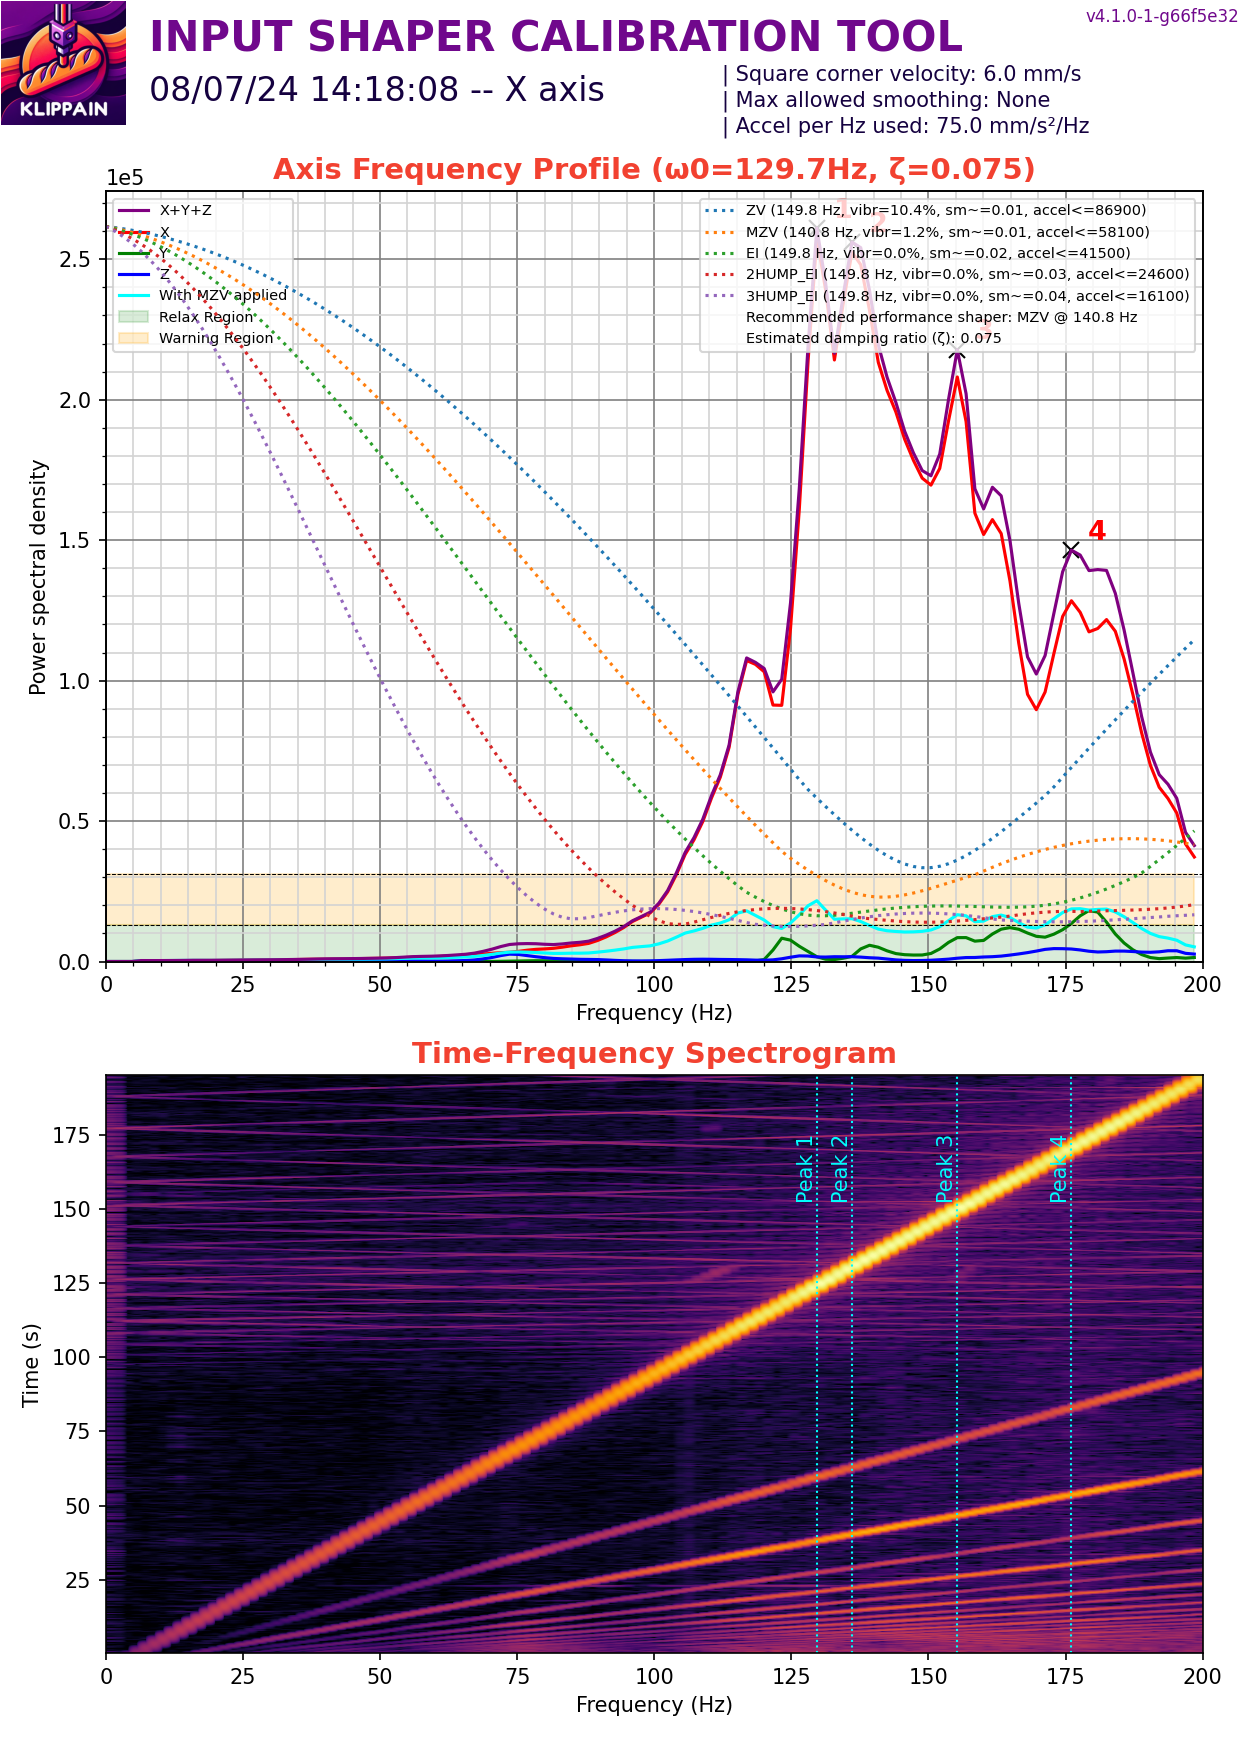 v4.1.0-1-g66f5e32
INPUT SHAPER CALIBRATION TOOL
08/07/24 14:18:08 -- X axis
| Square corner velocity: 6.0 mm/s
| Max allowed smoothing: None
| Accel per Hz used: 75.0 mm/s²/Hz
KLIPPAIN
Axis Frequency Profile (ω0=129.7Hz, ζ=0.075)
1e5
X+Y+Z
X
Y
Z
With MZV applied
Relax Region
Warning Region
ZV (149.8 Hz, vibr=10.4%, sm~=0.01, accel<=86900)
MZV (140.8 Hz, vibr=1.2%, sm~=0.01, accel<=58100)
EI (149.8 Hz, vibr=0.0%, sm~=0.02, accel<=41500)
2HUMP_EI (149.8 Hz, vibr=0.0%, sm~=0.03, accel<=24600)
3HUMP_EI (149.8 Hz, vibr=0.0%, sm~=0.04, accel<=16100)
Recommended performance shaper: MZV @ 140.8 Hz
Estimated damping ratio (ζ): 0.075
1
2
3
4
2.5
2.0
1.5
1.0
0.5
0.0
Power spectral density
0 25 50 75 100 125 150 175 200
Frequency (Hz)
Time-Frequency Spectrogram
Peak 1
Peak 2
Peak 3
Peak 4
175
150
125
100
75
50
25
Time (s)
0 25 50 75 100 125 150 175 200
Frequency (Hz)